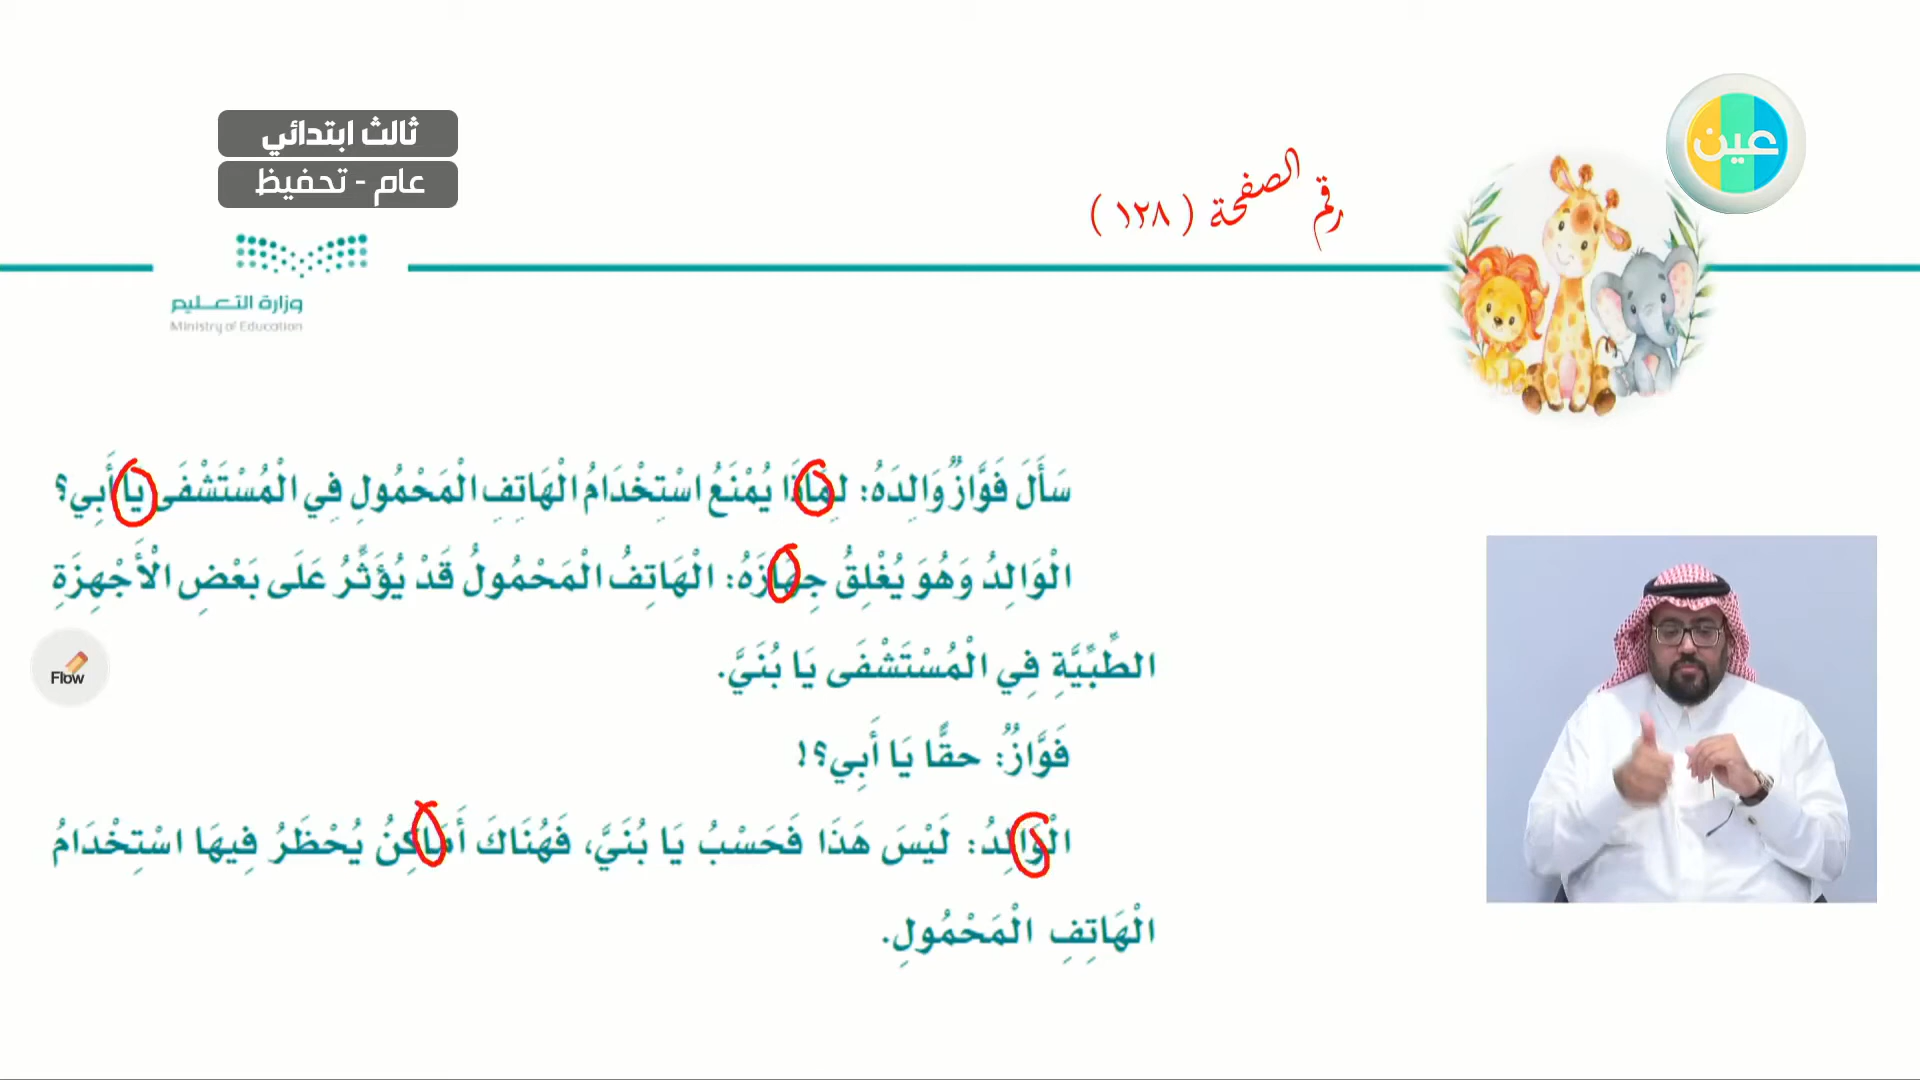 عين
ثالث ابتدائي
عام - تحفيظ
رقم الصفحة ( ١٢٨ )
وزارة التعليم
Ministry of Education
سَأَلَ فَوَّازٌ وَالِدَهُ: لِمَاذَا يُمْنَعُ اسْتِخْدَامُ الْهَاتِفِ الْمَحْمُولِ فِي الْمُسْتَشْفَى يَا أَبِي؟
الْوَالِدُ وَهُوَ يُغْلِقُ جِهَازَهُ: الْهَاتِفُ الْمَحْمُولُ قَدْ يُؤَثِّرُ عَلَى بَعْضِ الْأَجْهِزَةِ
الطِّبِّيَّةِ فِي الْمُسْتَشْفَى يَا بُنَيَّ.
فَوَّازٌ: حقًّا يَا أَبِي؟!
الْوَالِدُ: لَيْسَ هَذَا فَحَسْبُ يَا بُنَيَّ، فَهُنَاكَ أَمَاكِنُ يُحْظَرُ فِيهَا اسْتِخْدَامُ
الْهَاتِفِ الْمَحْمُولِ.
Flow